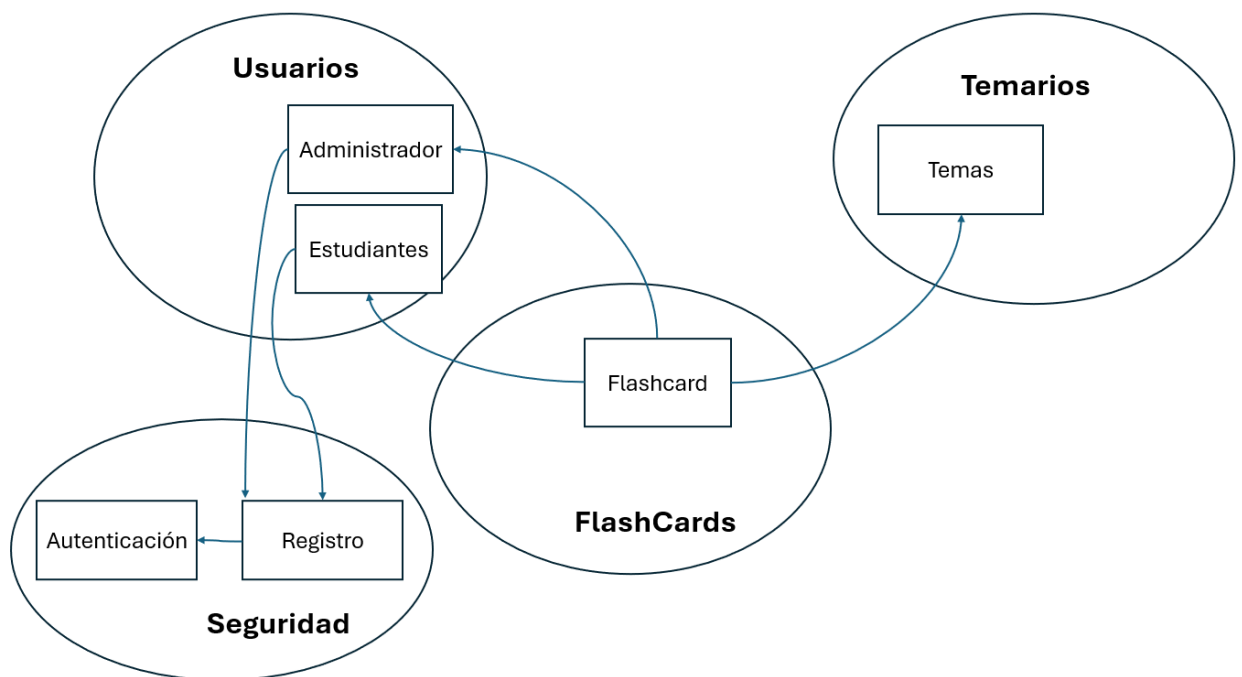 Usuarios
Administrador
Estudiantes
Temarios
Temas
Flashcard
FlashCards
Autenticación
Registro
Seguridad